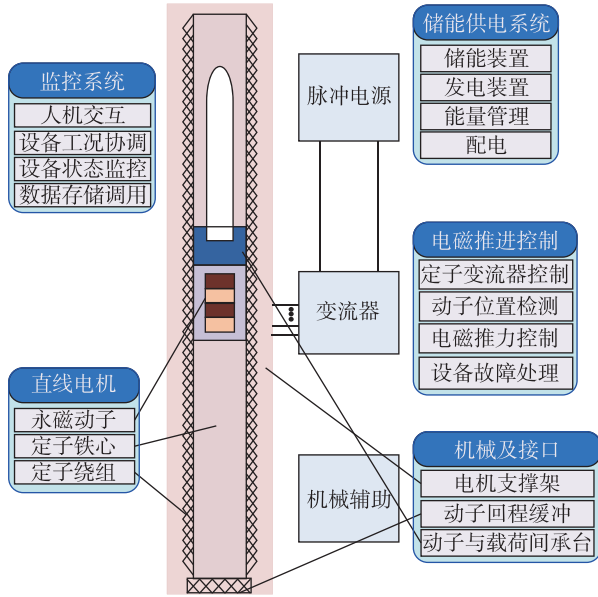 监控系统
人机交互
设备工况协调
设备状态监控
数据存储调用
直线电机
永磁动子
定子铁心
定子绕组
脉冲电源
变流器
机械辅助
储能供电系统
储能装置
发电装置
能量管理
配电
电磁推进控制
定子变流器控制
动子位置检测
电磁推力控制
设备故障处理
机械及接口
电机支撑架
动子回程缓冲
动子与载荷间承台